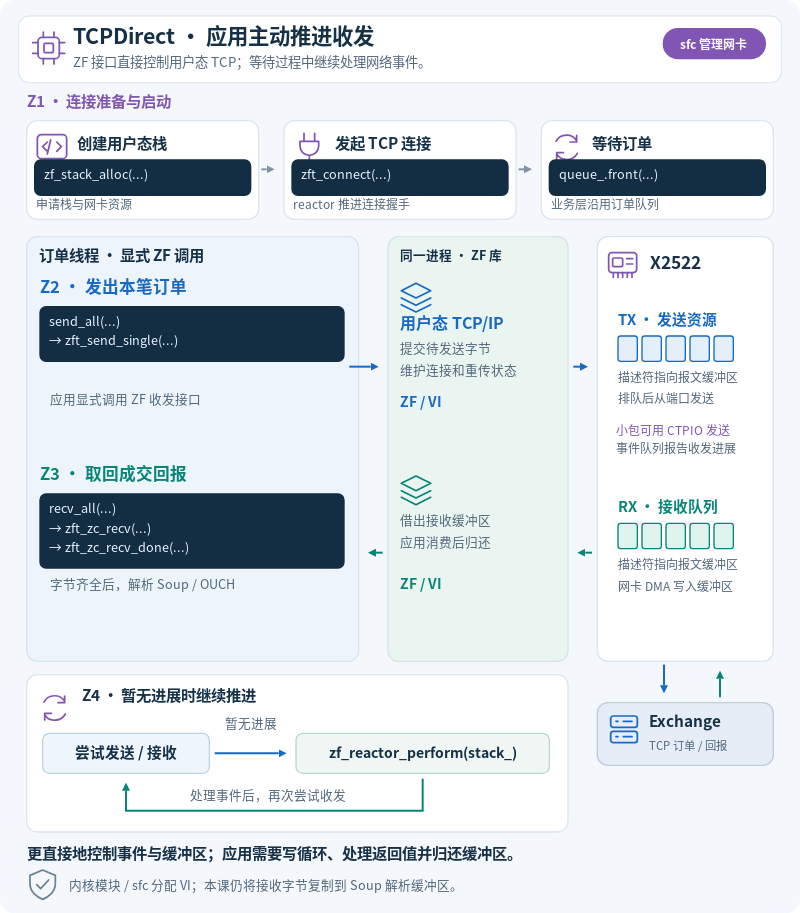 TCPDirect · 应用主动推进收发
ZF 接口直接控制用户态 TCP；等待过程中继续处理网络事件。
sfc 管理网卡
Z1 · 连接准备与启动
创建用户态栈
zf_stack_alloc(...)
申请栈与网卡资源
发起 TCP 连接
zft_connect(...)
reactor 推进连接握手
等待订单
queue_.front(...)
业务层沿用订单队列
订单线程 · 显式 ZF 调用
Z2 · 发出本笔订单
send_all(...)
→ zft_send_single(...)
应用显式调用 ZF 收发接口
Z3 · 取回成交回报
recv_all(...)
→ zft_zc_recv(...)
→ zft_zc_recv_done(...)
字节齐全后，解析 Soup / OUCH
同一进程 · ZF 库
用户态 TCP/IP
提交待发送字节
维护连接和重传状态
ZF / VI
借出接收缓冲区
应用消费后归还
ZF / VI
X2522
TX · 发送资源
描述符指向报文缓冲区
排队后从端口发送
小包可用 CTPIO 发送
事件队列报告收发进展
RX · 接收队列
描述符指向报文缓冲区
网卡 DMA 写入缓冲区
Z4 · 暂无进展时继续推进
暂无进展
尝试发送 / 接收
zf_reactor_perform(stack_)
处理事件后，再次尝试收发
Exchange
TCP 订单 / 回报
更直接地控制事件与缓冲区；应用需要写循环、处理返回值并归还缓冲区。
内核模块 / sfc 分配 VI；本课仍将接收字节复制到 Soup 解析缓冲区。